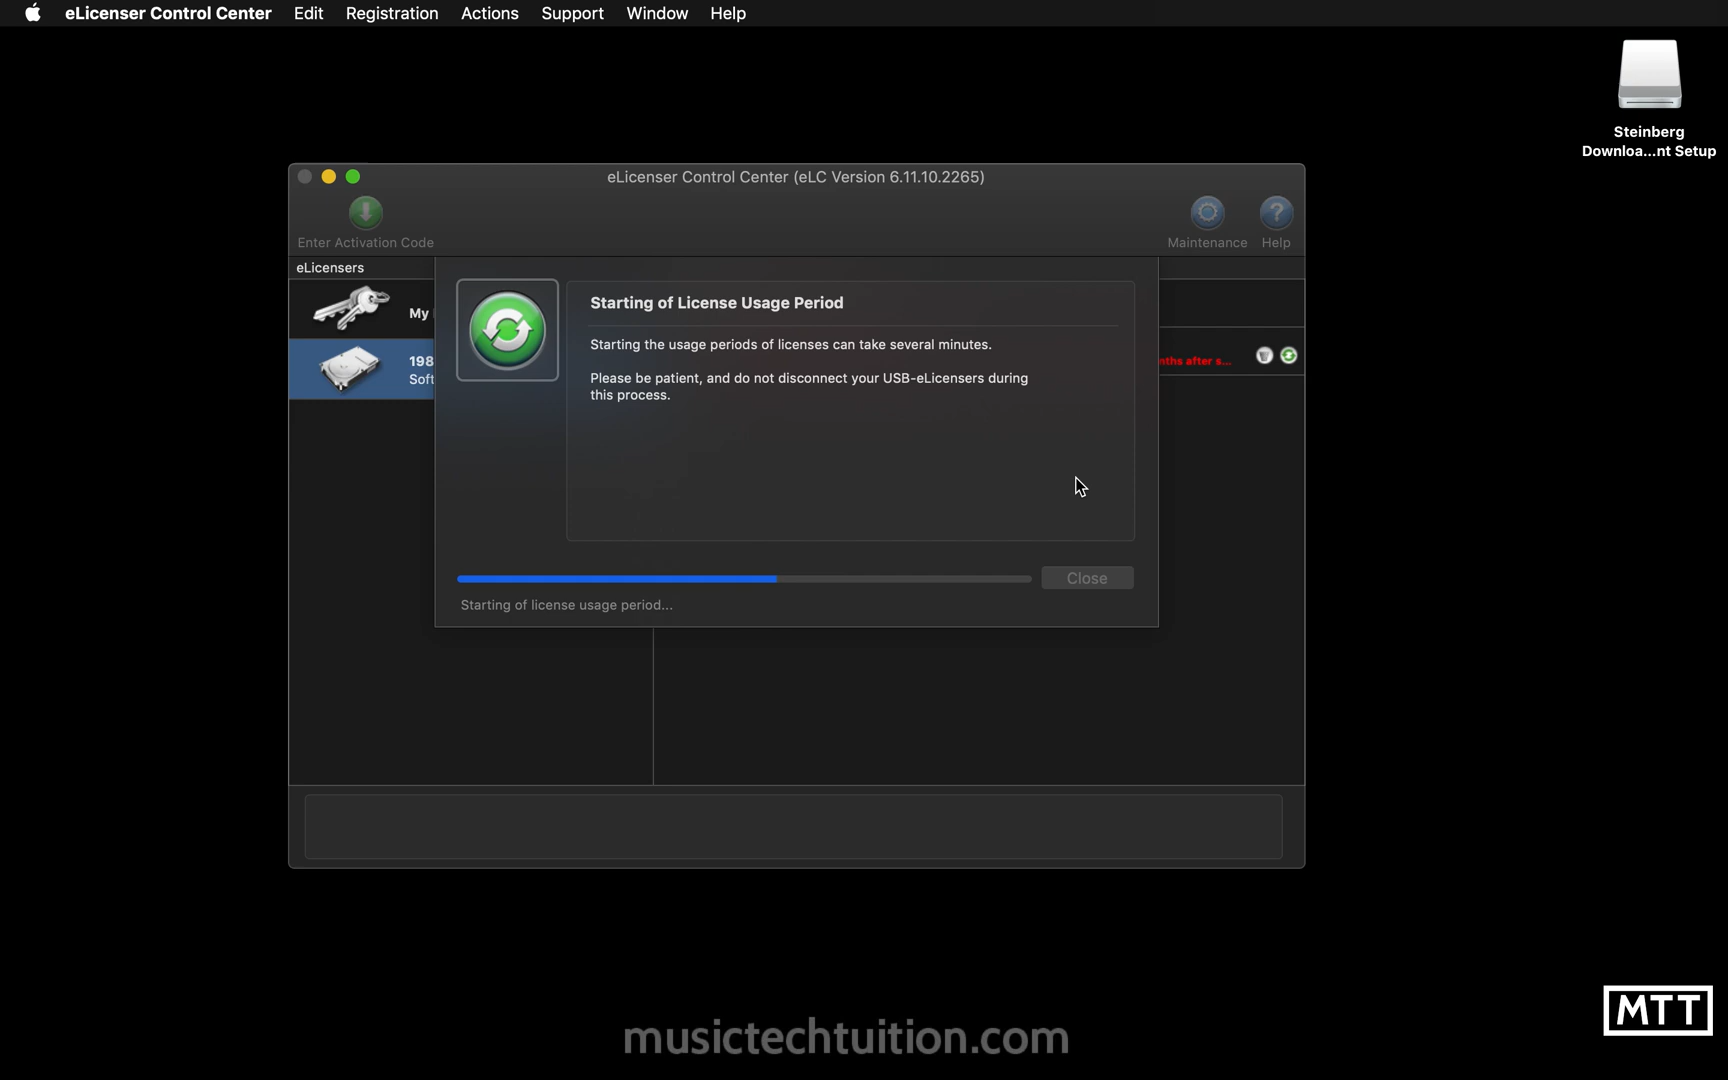 eLicenser Control Center Edit Registration Actions Support Window Help
Steinberg
Downloa...nt Setup
eLicenser Control Center (eLC Version 6.11.10.2265)
Enter Activation Code
Maintenance Help
eLicensers
My
198
Soft
Starting of License Usage Period
Starting the usage periods of licenses can take several minutes.
Please be patient, and do not disconnect your USB-eLicensers during
this process.
nths after s...
Close
Starting of license usage period...
MTT
musictechtuition.com